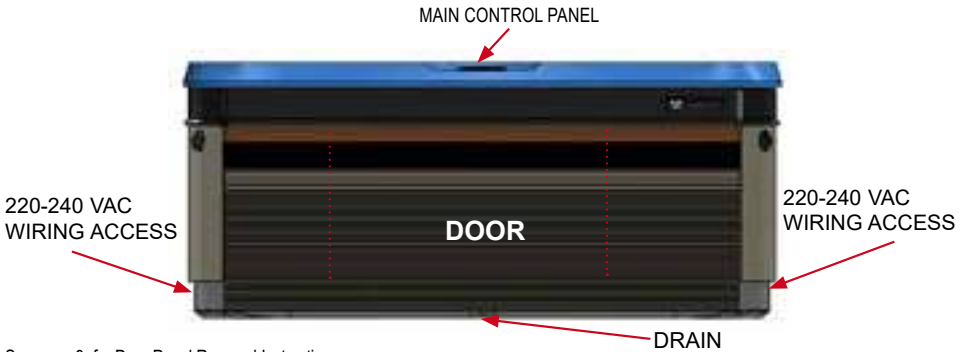 MAIN CONTROL PANEL
220-240 VAC
WIRING ACCESS
220-240 VAC
WIRING ACCESS
DOOR
DRAIN